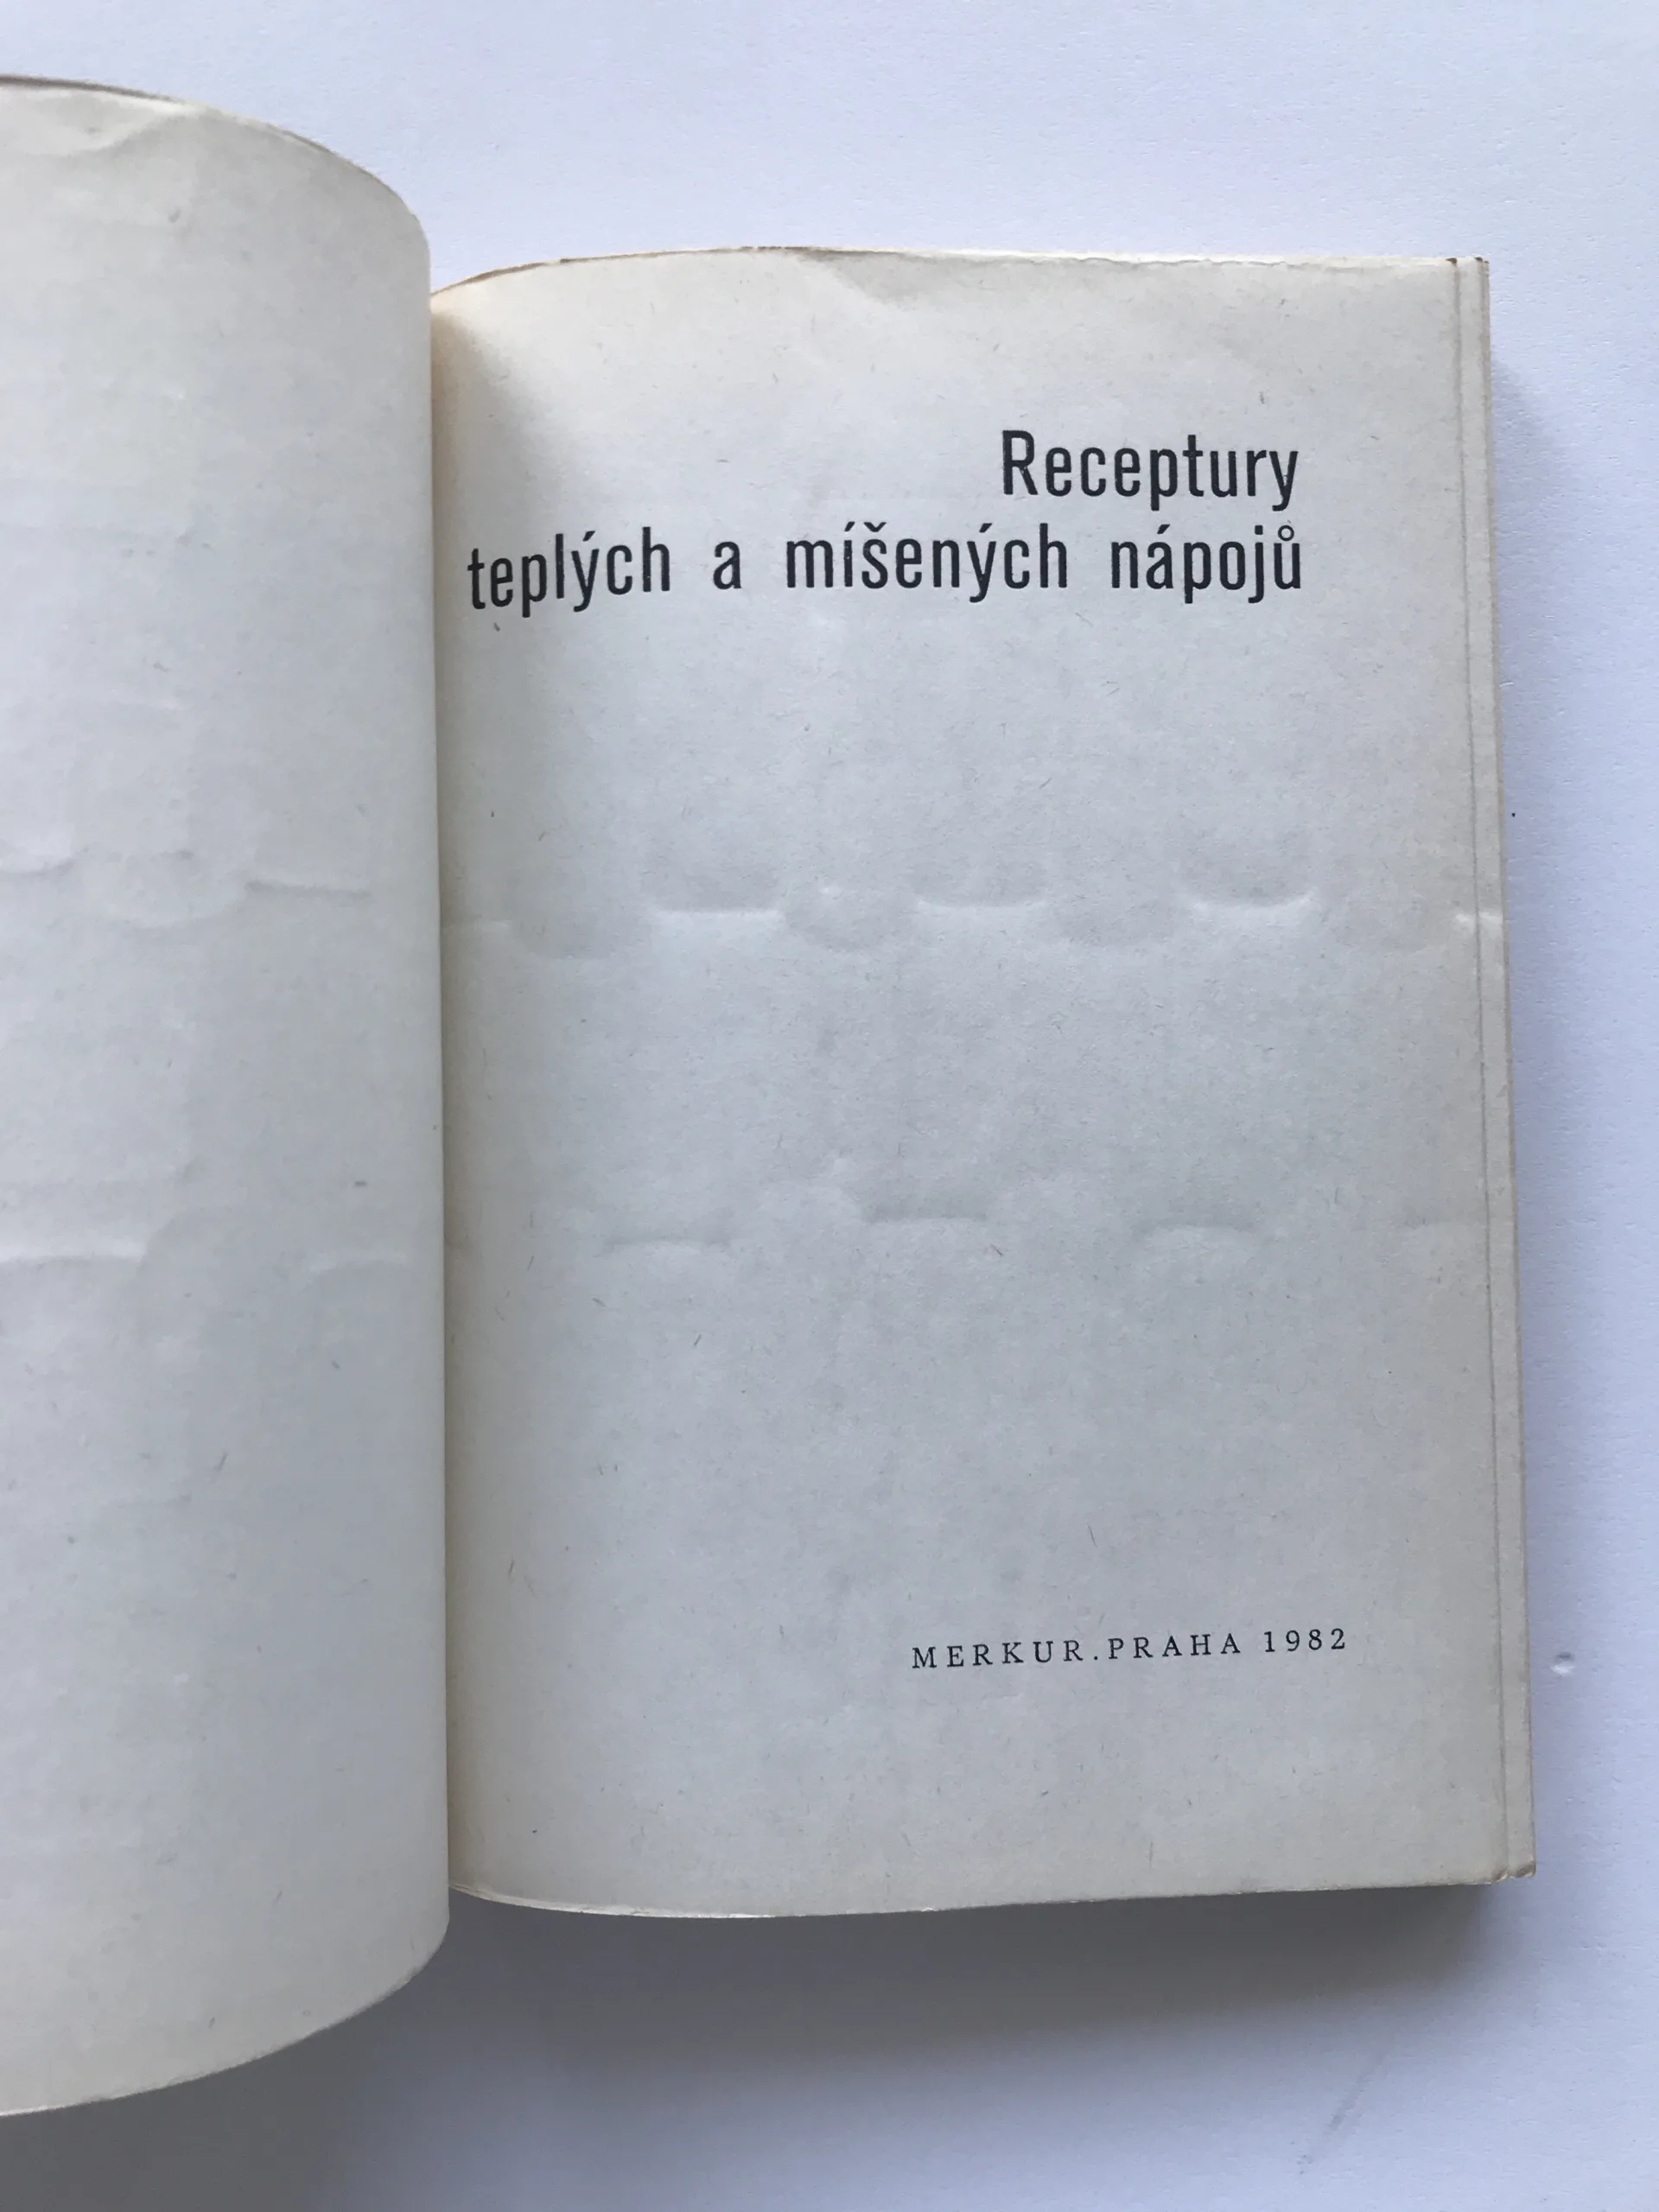 Receptury
teplých a míšených nápojů
MERKUR.PRAHA 1982